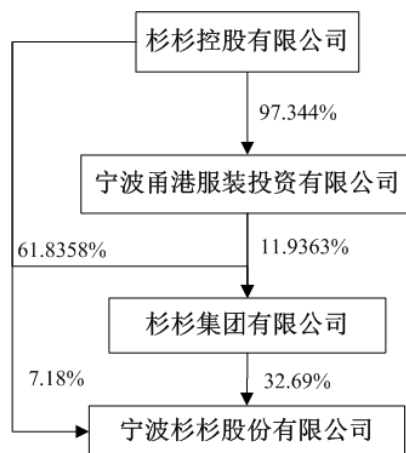 杉杉控股有限公司
97.344%
宁波甬港服装投资有限公司
61.8358%
11.9363%
杉杉集团有限公司
7.18%
32.69%
宁波杉杉股份有限公司